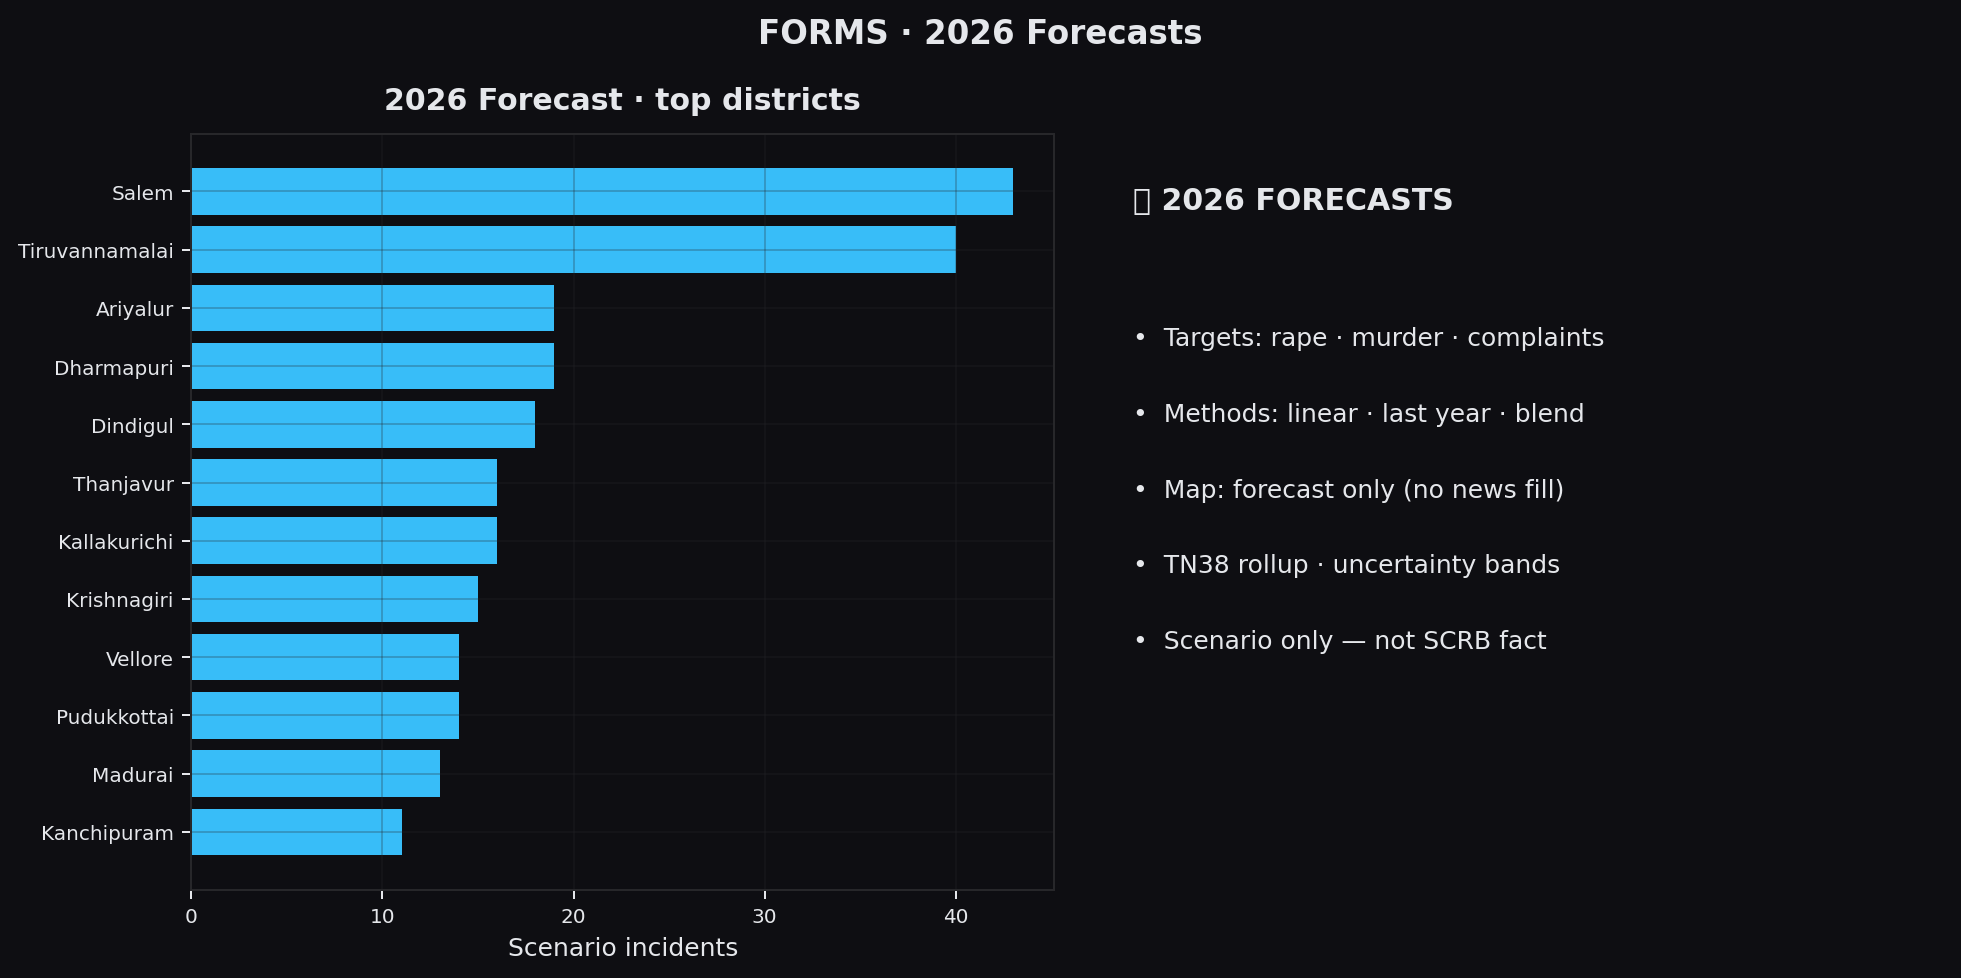 FORMS · 2026 Forecasts
2026 Forecast · top districts
Salem
Tiruvannamalai
Ariyalur
Dharmapuri
Dindigul
Thanjavur
Kallakurichi
Krishnagiri
Vellore
Pudukkottai
Madurai
Kanchipuram
0 10 20 30 40
Scenario incidents
2026 FORECASTS
• Targets: rape · murder · complaints
• Methods: linear · last year · blend
• Map: forecast only (no news fill)
• TN38 rollup · uncertainty bands
• Scenario only — not SCRB fact